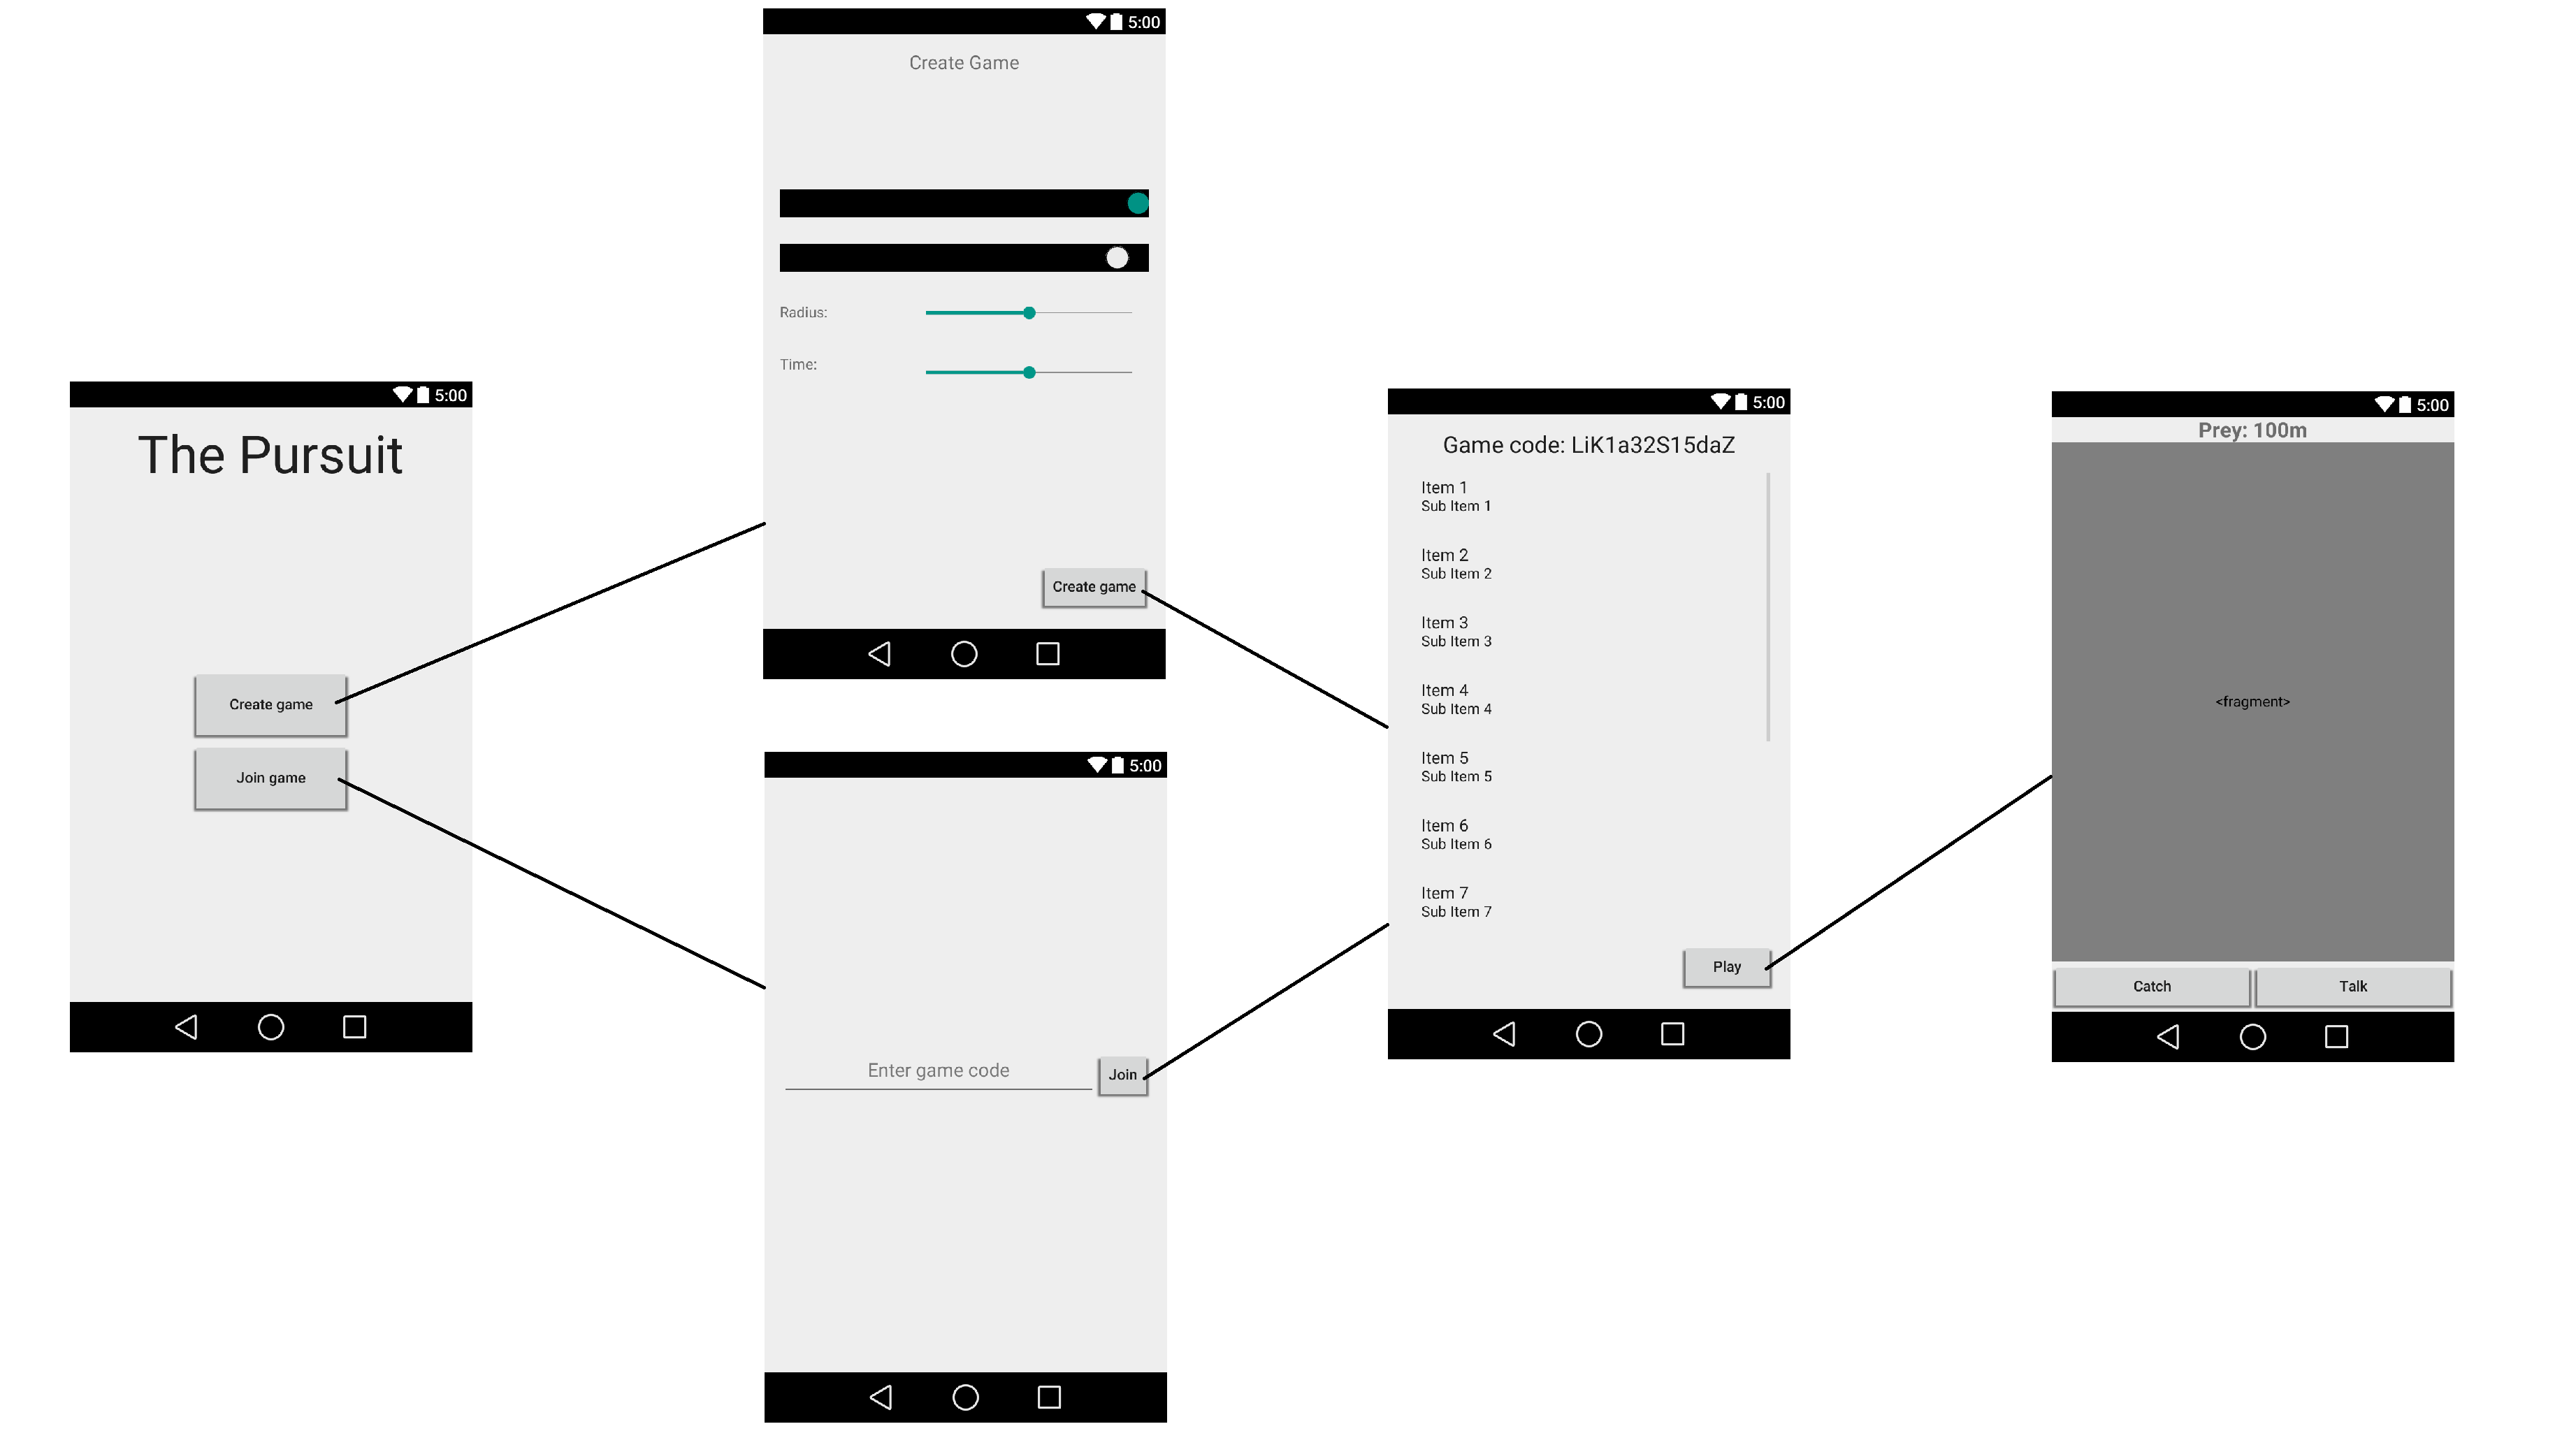 5:00
The Pursuit
Create game
Join game
5:00
Create Game
Radius:
Time:
Create game
5:00
Enter game code
Join
5:00
Game code: LiK1a32S15daZ
Item 1
Sub Item 1
Item 2
Sub Item 2
Item 3
Sub Item 3
Item 4
Sub Item 4
Item 5
Sub Item 5
Item 6
Sub Item 6
Item 7
Sub Item 7
Play
5:00
Prey: 100m
<fragment>
Catch
Talk